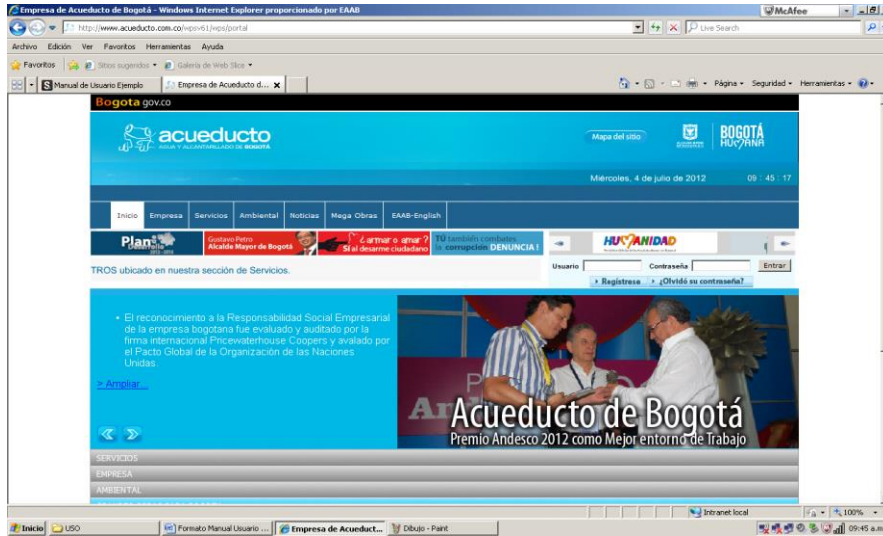 Empresa de Acueducto de Bogotá - Windows Internet Explorer proporcionado por EAAB
McAfee
http://www.acueducto.com.co/wpsv61/wps/portal
Live Search
Archivo Edición Ver Favoritos Herramientas Ayuda
Favoritos Sitios sugeridos Galería de Web Slice
Manual de Usuario Ejemplo Empresa de Acueducto d... Página Seguridad Herramientas
Bogota gov.co
acueducto
AGUA Y ALCANTARILLADO DE BOGOTÁ
Mapa del sitio
BOGOTÁ
HUMANA
Miércoles, 4 de julio de 2012 09 : 45 : 17
Inicio Empresa Servicios Ambiental Noticias Mega Obras EAAB-English
Plan
Desarrollo
2012 - 2016
Gustavo Petro
Alcalde Mayor de Bogotá
¿armar o amar?
Sí al desarme ciudadano
TÚ también combates
la corrupción DENUNCIA !
HUMANIDAD
TROS ubicado en nuestra sección de Servicios.
Usuario Contraseña Entrar
Regístrese ¿Olvidó su contraseña?
• El reconocimiento a la Responsabilidad Social Empresarial
de la empresa bogotana fue evaluado y auditado por la
firma internacional Pricewaterhouse Coopers y avalado por
el Pacto Global de la Organización de las Naciones
Unidas.
> Ampliar...
Acueducto de Bogotá
Premio Andesco 2012 como Mejor entorno de Trabajo
SERVICIOS
EMPRESA
AMBIENTAL
Intranet local 100%
Inicio USO Formato Manual Usuario ... Empresa de Acueduct... Dibujo - Paint 09:45 a.m.